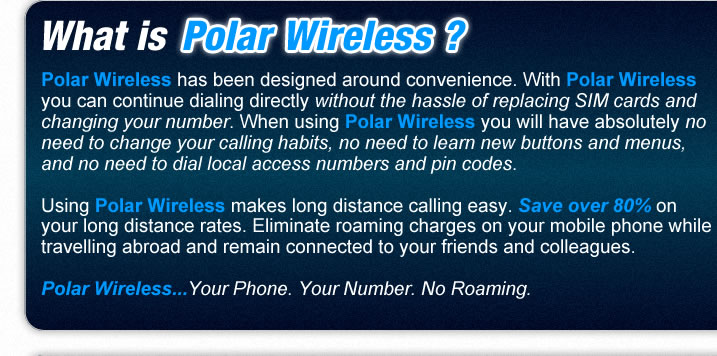 What is Polar Wireless ?
Polar Wireless has been designed around convenience. With Polar Wireless
you can continue dialing directly without the hassle of replacing SIM cards and
changing your number. When using Polar Wireless you will have absolutely no
need to change your calling habits, no need to learn new buttons and menus,
and no need to dial local access numbers and pin codes.
Using Polar Wireless makes long distance calling easy. Save over 80% on
your long distance rates. Eliminate roaming charges on your mobile phone while
travelling abroad and remain connected to your friends and colleagues.
Polar Wireless...Your Phone. Your Number. No Roaming.